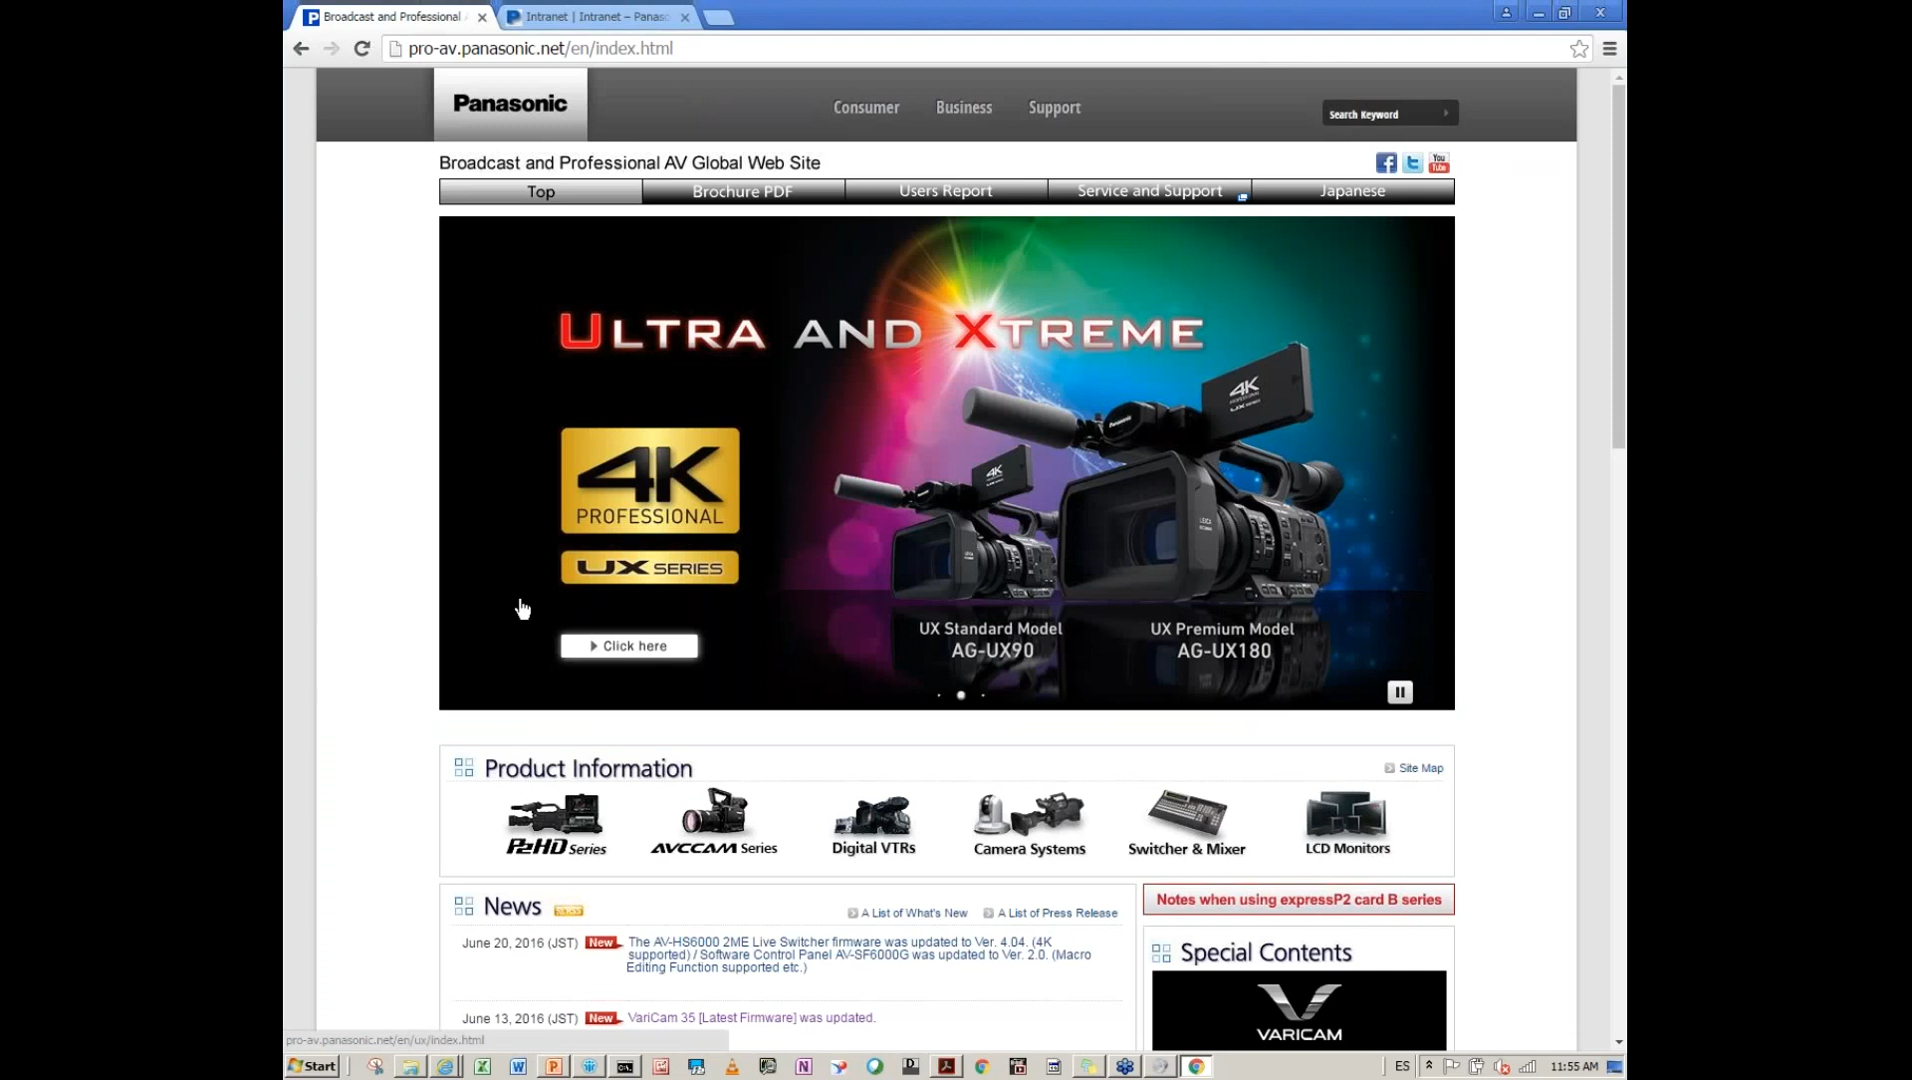 Broadcast and Professional
Intranet | Intranet – Panaso
pro-av.panasonic.net/en/index.html
Panasonic
Consumer
Business
Support
Search Keyword
Broadcast and Professional AV Global Web Site
You Tube
Top
Brochure PDF
Users Report
Service and Support
Japanese
ULTRA AND XTREME
4K
PROFESSIONAL
UX SERIES
Click here
4K
4K
Panasonic
LEICA
UX Standard Model
AG-UX90
UX Premium Model
AG-UX180
Product Information
Site Map
P2HD Series
AVCCAM Series
Digital VTRs
Camera Systems
Switcher & Mixer
LCD Monitors
News
A List of What's New
A List of Press Release
June 20, 2016 (JST) New The AV-HS6000 2ME Live Switcher firmware was updated to Ver. 4.04. (4K
supported) / Software Control Panel AV-SF6000G was updated to Ver. 2.0. (Macro
Editing Function supported etc.)
June 13, 2016 (JST) New VariCam 35 [Latest Firmware] was updated.
Notes when using expressP2 card B series
Special Contents
VARICAM
pro-av.panasonic.net/en/ux/index.html
Start
ES
11:55 AM